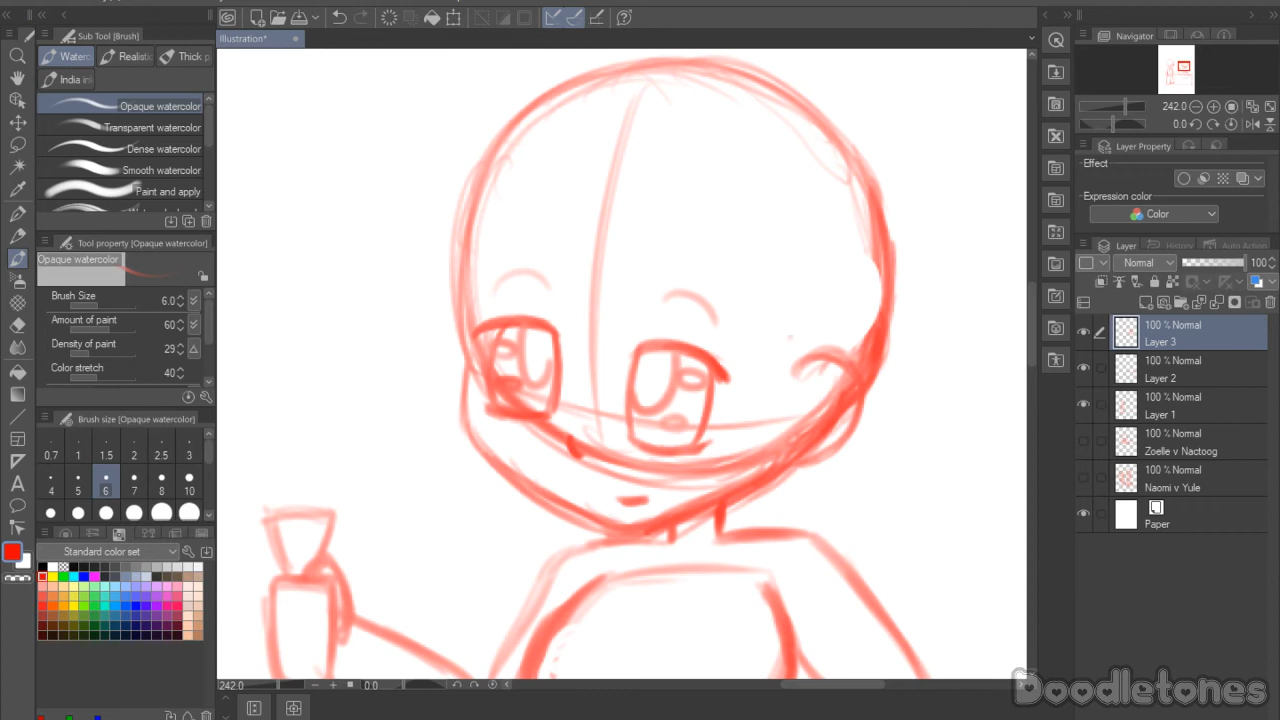 Sub Tool [Brush]
Illustration*
Navigator
Waterc
Realistic
Thick p
India in
Opaque watercolor
Transparent watercolor
Dense watercolor
Smooth watercolor
Paint and apply
242.0
0.0
Layer Property
Effect
Expression color
Color
Tool property [Opaque watercolor]
Opaque watercolor
Brush Size
6.0
Amount of paint
60
Density of paint
29
Color stretch
40
Layer
History
Auto Action
Normal
100
100 % Normal
Layer 3
100 % Normal
Layer 2
100 % Normal
Layer 1
100 % Normal
Zoelle v Nactoog
100 % Normal
Naomi v Yule
Paper
Brush size [Opaque watercolor]
0.7 1 1.5 2 2.5 3
4 5 6 7 8 10
Standard color set
242.0
0.0
Doodletones